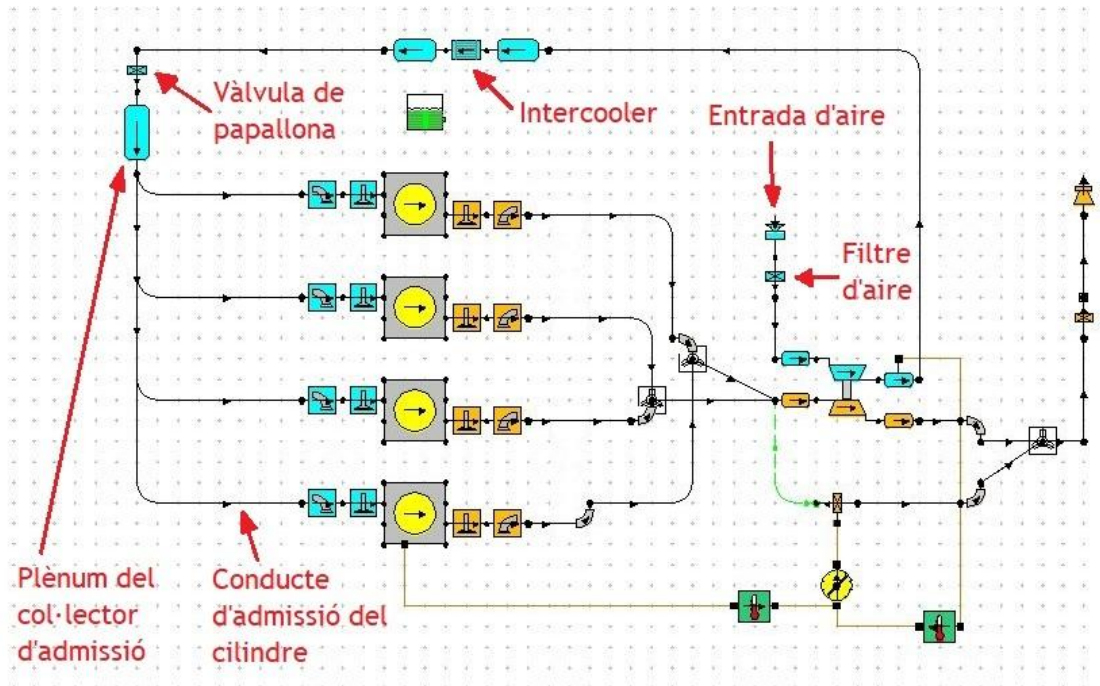 Vàlvula de
papallona
Intercooler
Entrada d'aire
Filtre
d'aire
Plènum del
col·lector
d'admissió
Conducte
d'admissió del
cilindre